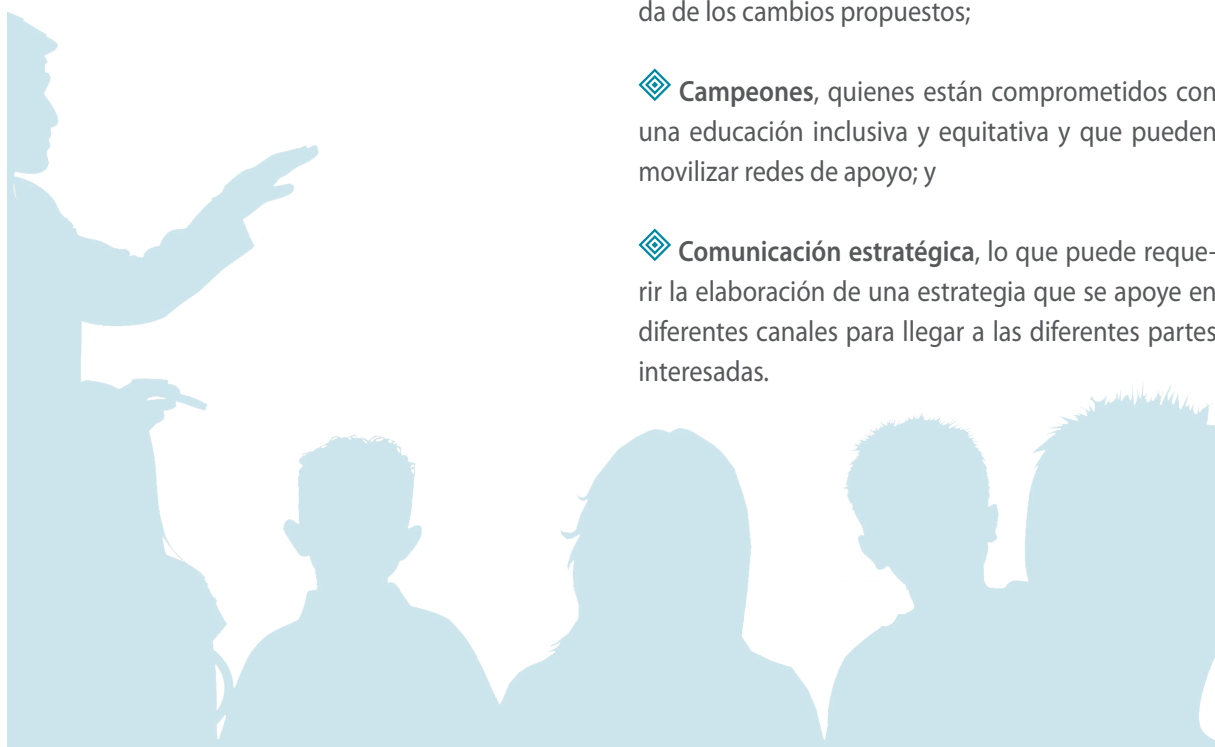 da de los cambios propuestos;
Campeones, quienes están comprometidos con
una educación inclusiva y equitativa y que pueden
movilizar redes de apoyo; y
Comunicación estratégica, lo que puede reque-
rir la elaboración de una estrategia que se apoye en
diferentes canales para llegar a las diferentes partes
interesadas.